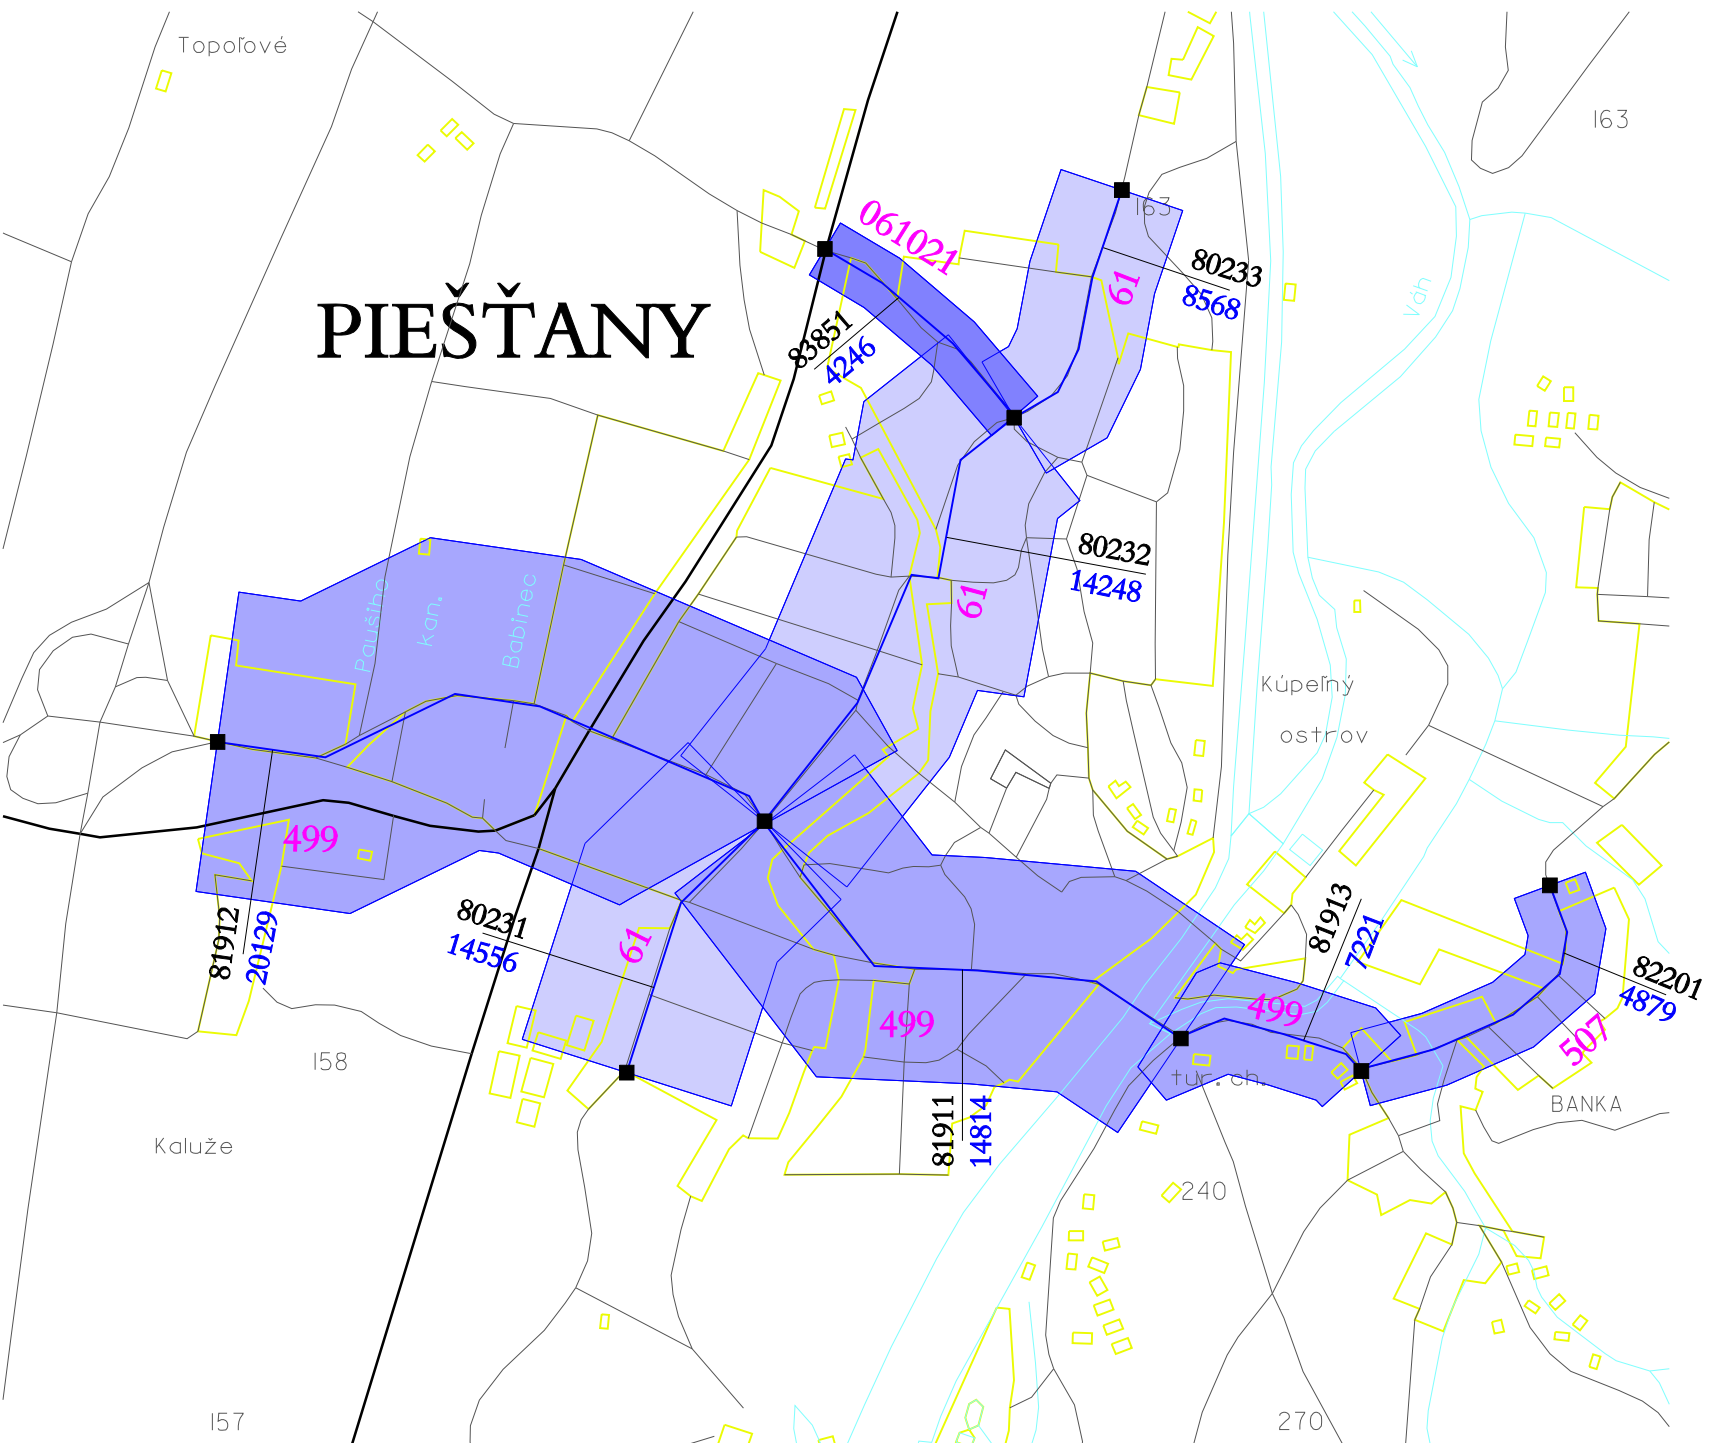 Topoľové
163
061021
163
80233
8568
61
PIEŠŤANY
Váh
83851
4246
80232
14248
61
Paušino
kan.
Babinec
Kúpeľný
ostrov
499
81912
20129
80231
14556
61
499
81911
14814
81913
7221
499
82201
4879
507
tur. ch.
BANKA
158
Kaluže
240
157
270